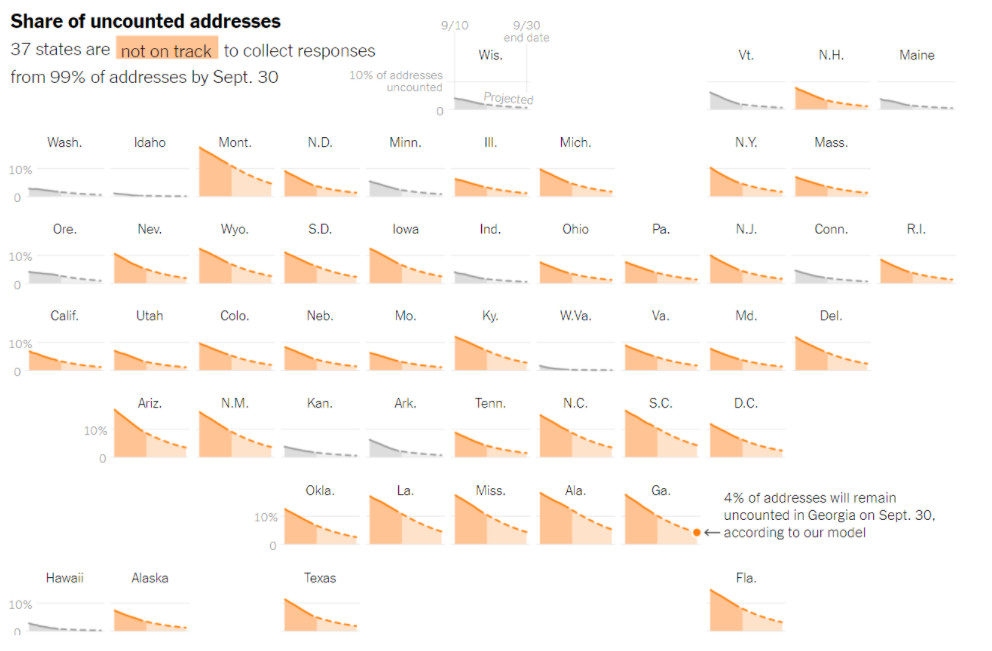 Share of uncounted addresses
37 states are not on track to collect responses
from 99% of addresses by Sept. 30
9/10 9/30
end date
Wis. Vt. N.H. Maine
10% of addresses
uncounted
Projected
0
Wash. Idaho Mont. N.D. Minn. Ill. Mich. N.Y. Mass.
10%
0
Ore. Nev. Wyo. S.D. Iowa Ind. Ohio Pa. N.J. Conn. R.I.
10%
0
Calif. Utah Colo. Neb. Mo. Ky. W.Va. Va. Md. Del.
10%
0
Ariz. N.M. Kan. Ark. Tenn. N.C. S.C. D.C.
10%
0
Okla. La. Miss. Ala. Ga.
4% of addresses will remain
uncounted in Georgia on Sept. 30,
according to our model
10%
0
Hawaii Alaska Texas Fla.
10%
0